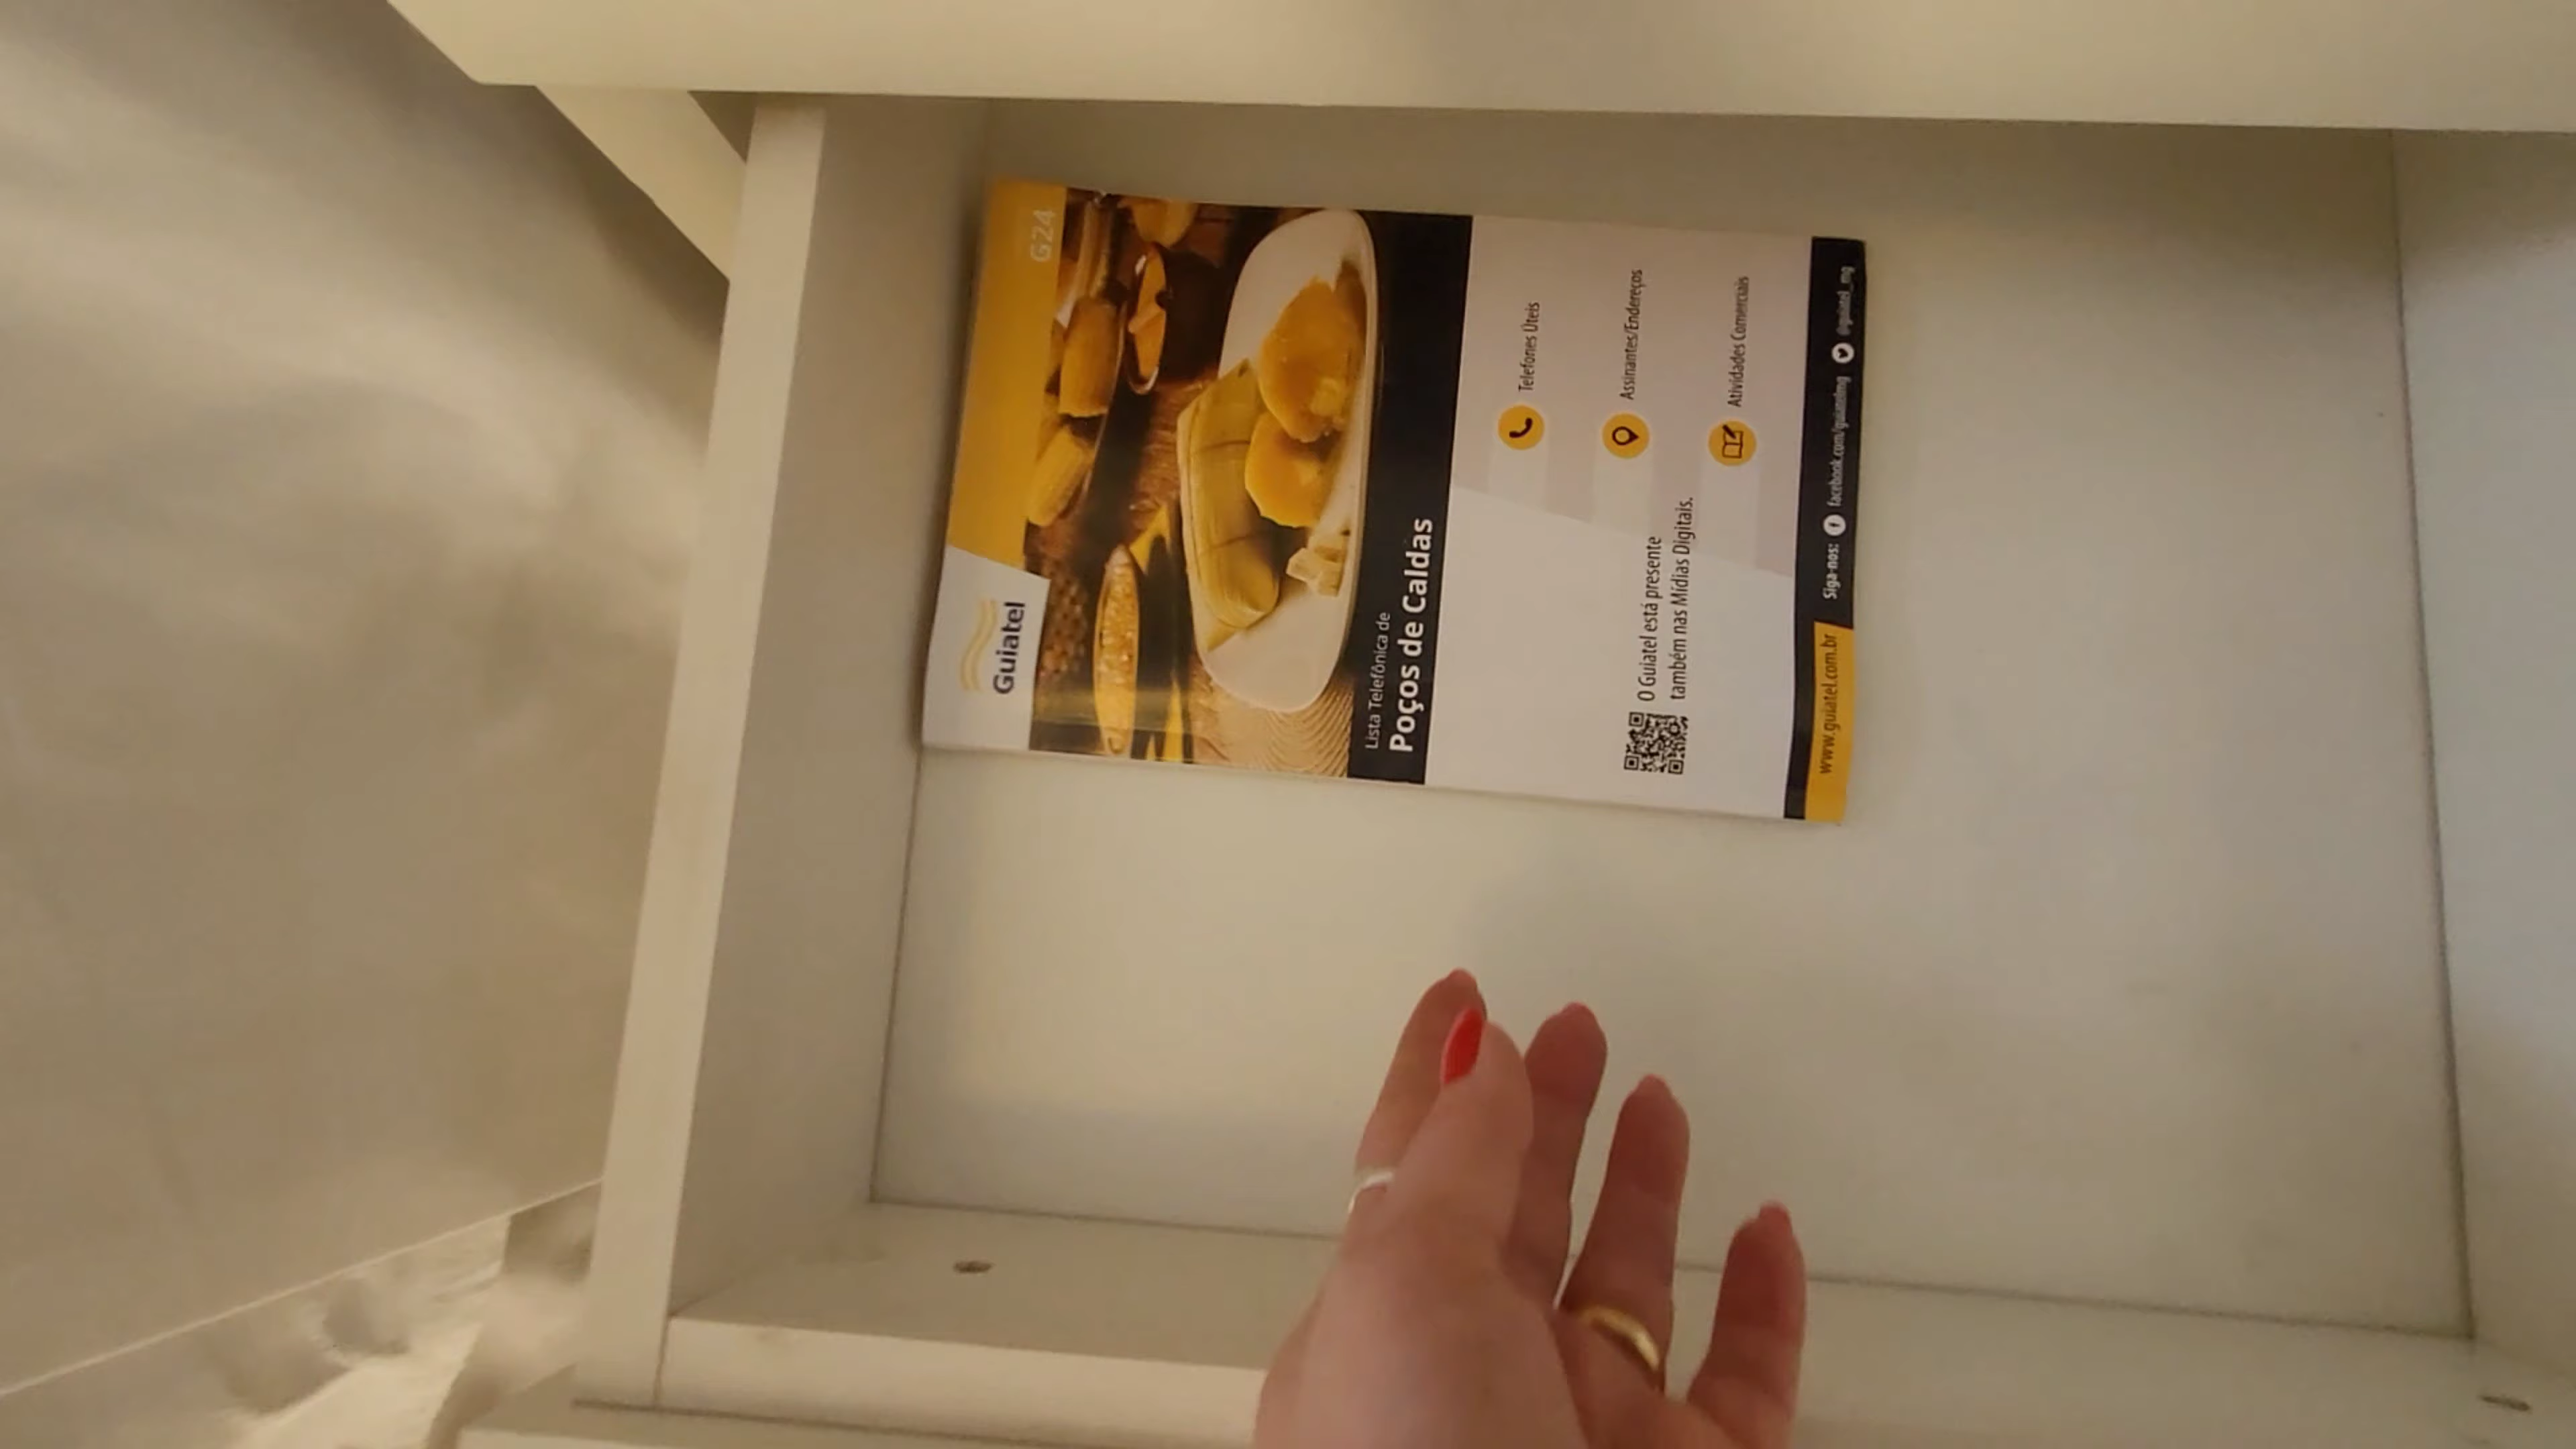 Guiatel
G24
Lista Telefônica de
Poços de Caldas
Telefones Úteis
Assinantes/Endereços
Atividades Comerciais
O Guiatel está presente
também nas Mídias Digitais.
www.guiatel.com.br
Siga-nos: facebook.com/guiatelmg @guiatel_mg